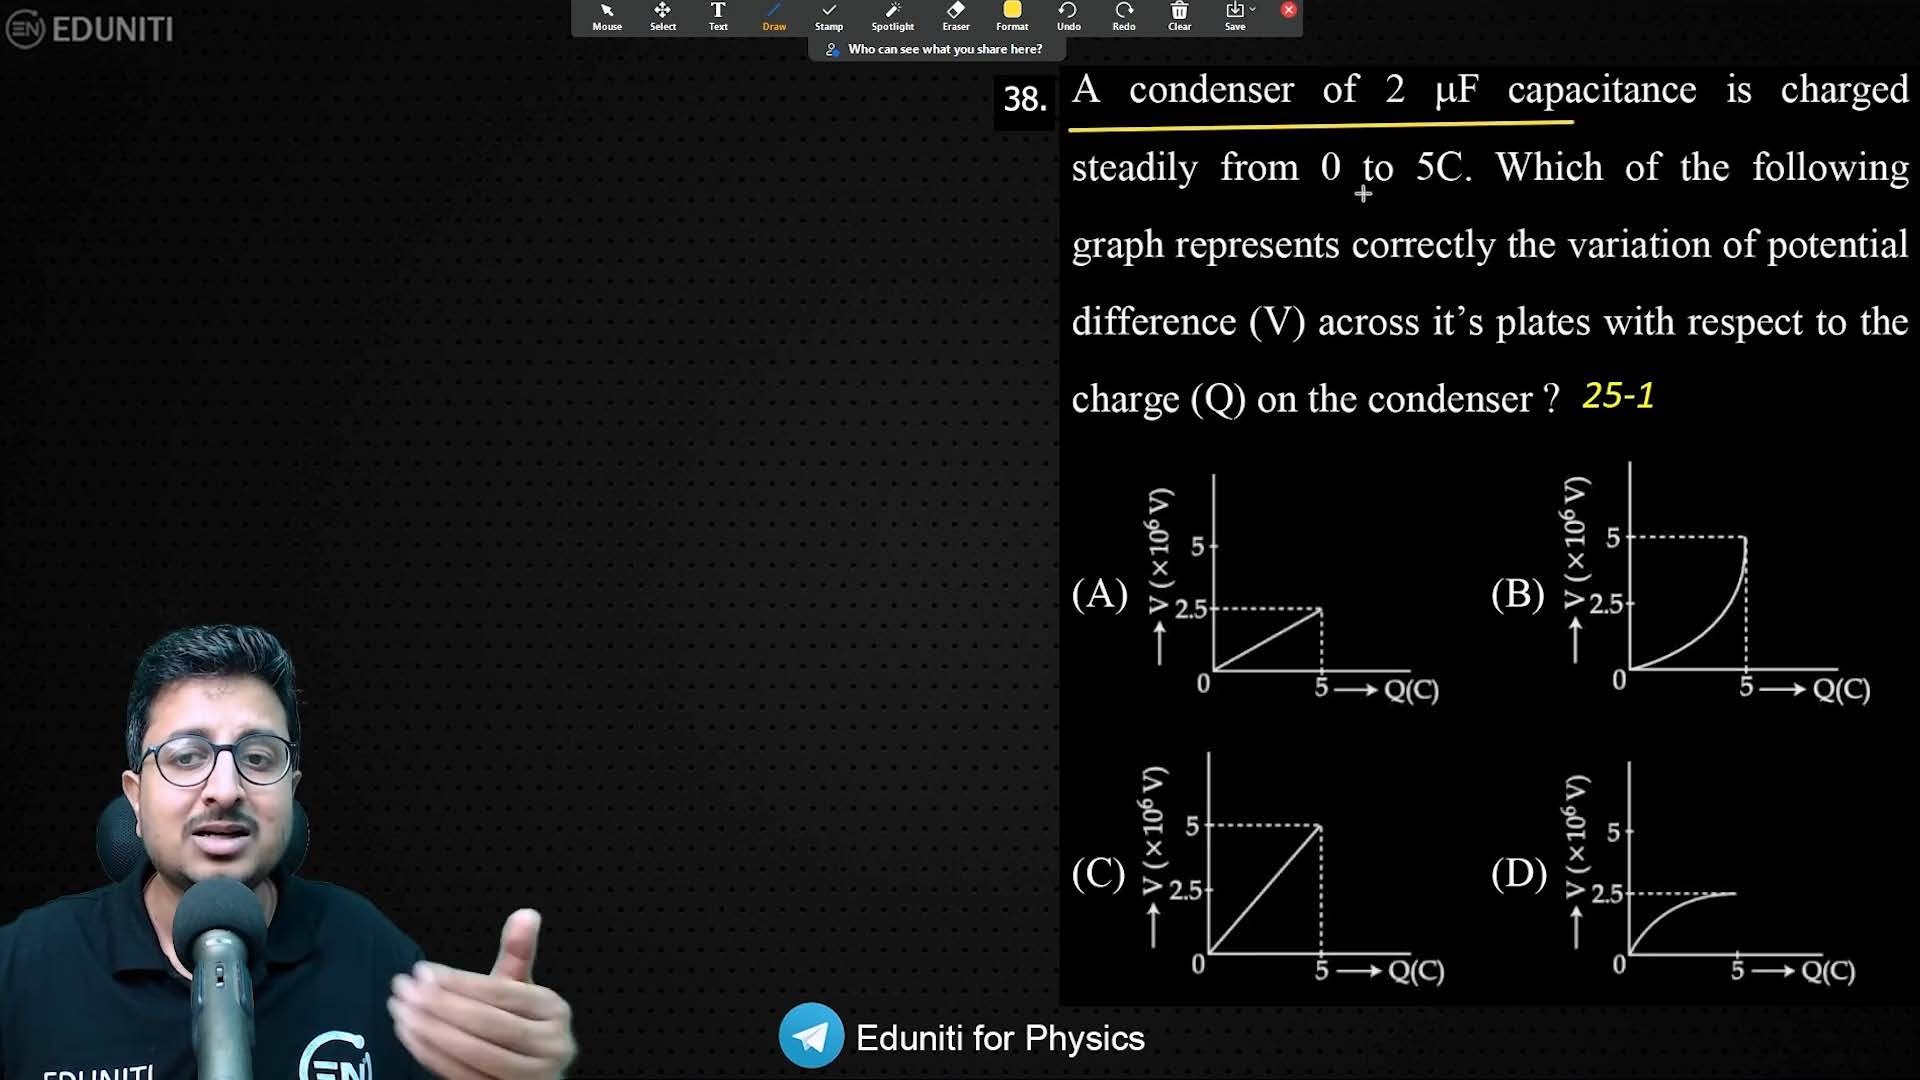 EN EDUNITI
Mouse Select Text Draw Stamp Spotlight Eraser Format Undo Redo Clear Save
Who can see what you share here?
38. A condenser of 2 μF capacitance is charged
steadily from 0 to 5C. Which of the following
graph represents correctly the variation of potential
difference (V) across it’s plates with respect to the
charge (Q) on the condenser ? 25-1
(A)
V (×10⁶ V)
5
2.5
0
5
Q(C)
(B)
V (×10⁶ V)
5
2.5
0
5
Q(C)
(C)
V (×10⁶ V)
5
2.5
0
5
Q(C)
(D)
V (×10⁶ V)
5
2.5
0
5
Q(C)
Eduniti for Physics
EDUNITI
EN